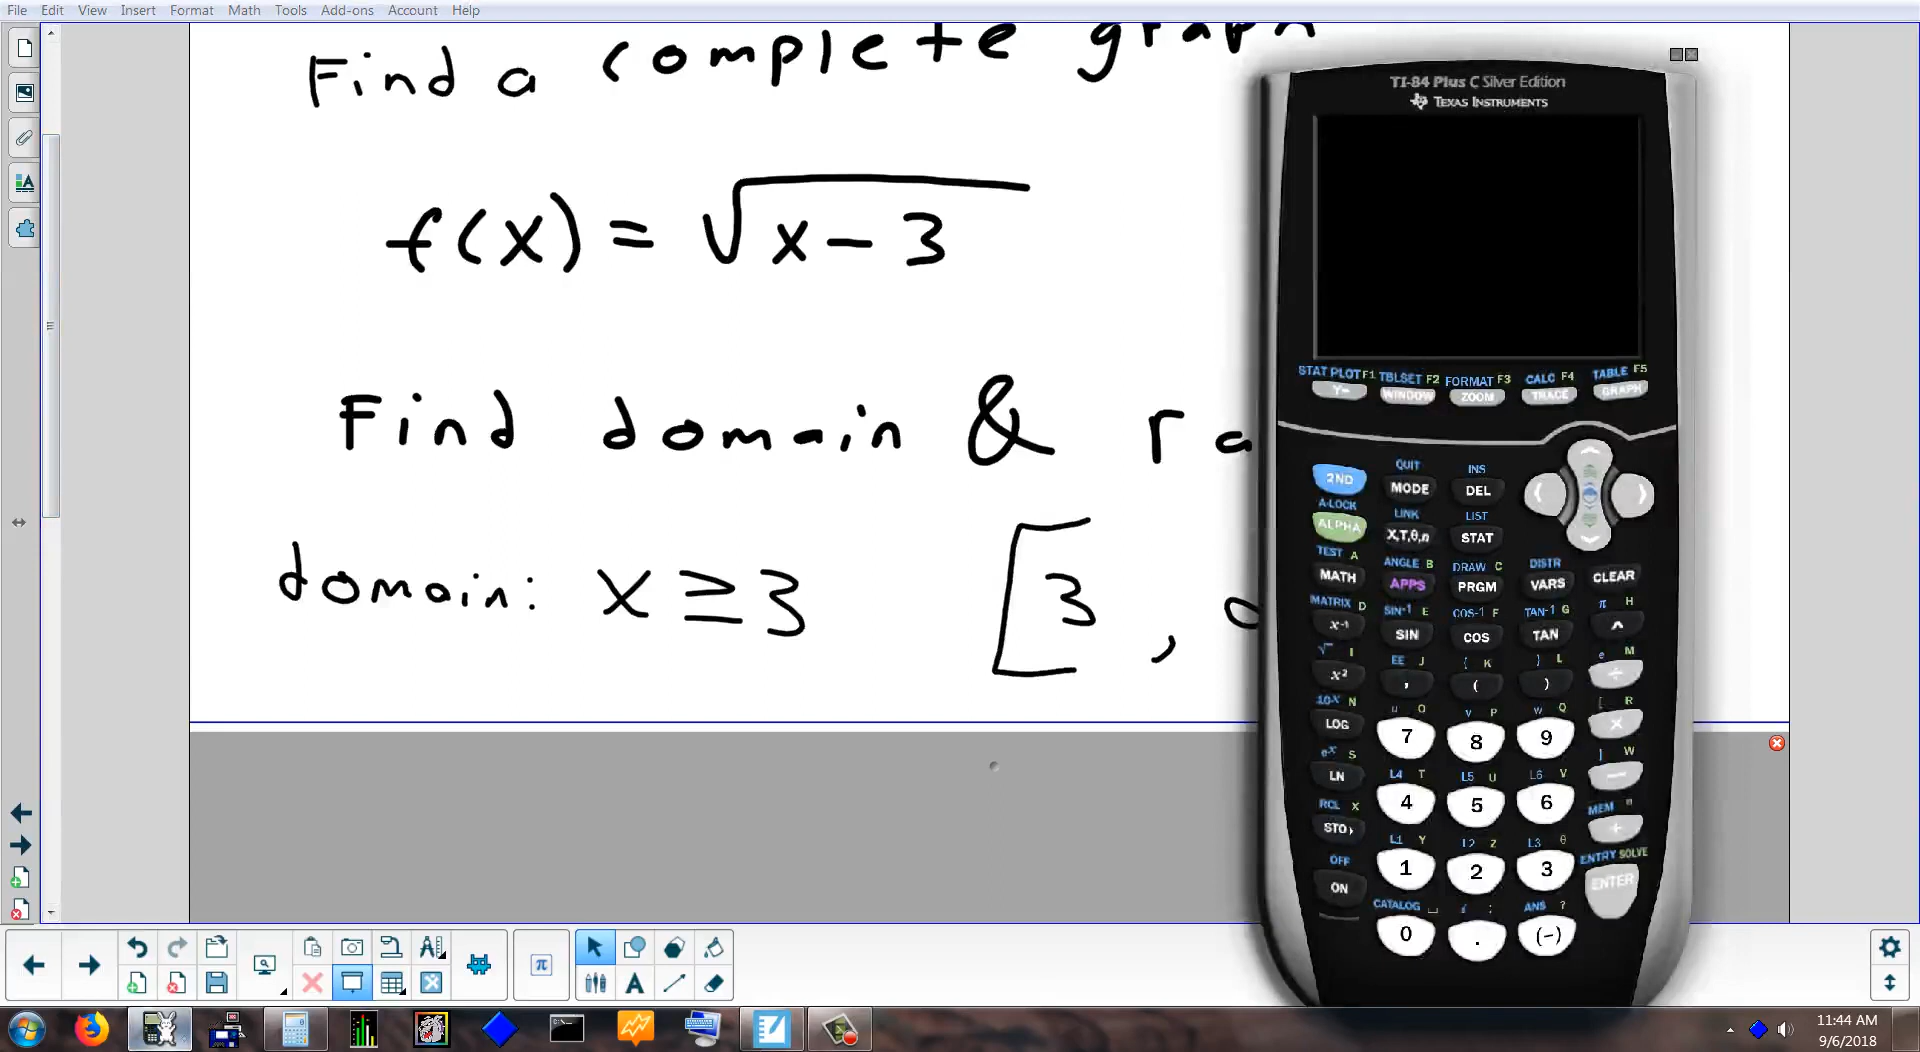 File Edit View Insert Format Math Tools Add-ons Account Help
Find a complete graph
f(x) = √x - 3
Find domain & ra
domain: x ≥ 3 [3 ,
TI-84 Plus C Silver Edition
TEXAS INSTRUMENTS
STAT PLOT F1 TBLSET F2 FORMAT F3 CALC F4 TABLE F5
Y= WINDOW ZOOM TRACE GRAPH
QUIT INS
2ND MODE DEL
A-LOCK LINK LIST
ALPHA X,T,θ,n STAT
TEST A ANGLE B DRAW C DISTR
MATH APPS PRGM VARS CLEAR
MATRIX D SIN-1 E COS-1 F TAN-1 G π H
x-1 SIN COS TAN ^
√ I EE J { K } L e M
x² , ( ) ÷
10x N u O v P w Q [ R
LOG 7 8 9 ×
ex S L4 T L5 U L6 V ] W
LN 4 5 6 −
RCL X L1 Y L2 Z L3 θ MEM "
STO▸ 1 2 3 +
OFF CATALOG i : ANS ? ENTRY SOLVE
ON 0 . (-) ENTER
π
A
11:44 AM
9/6/2018